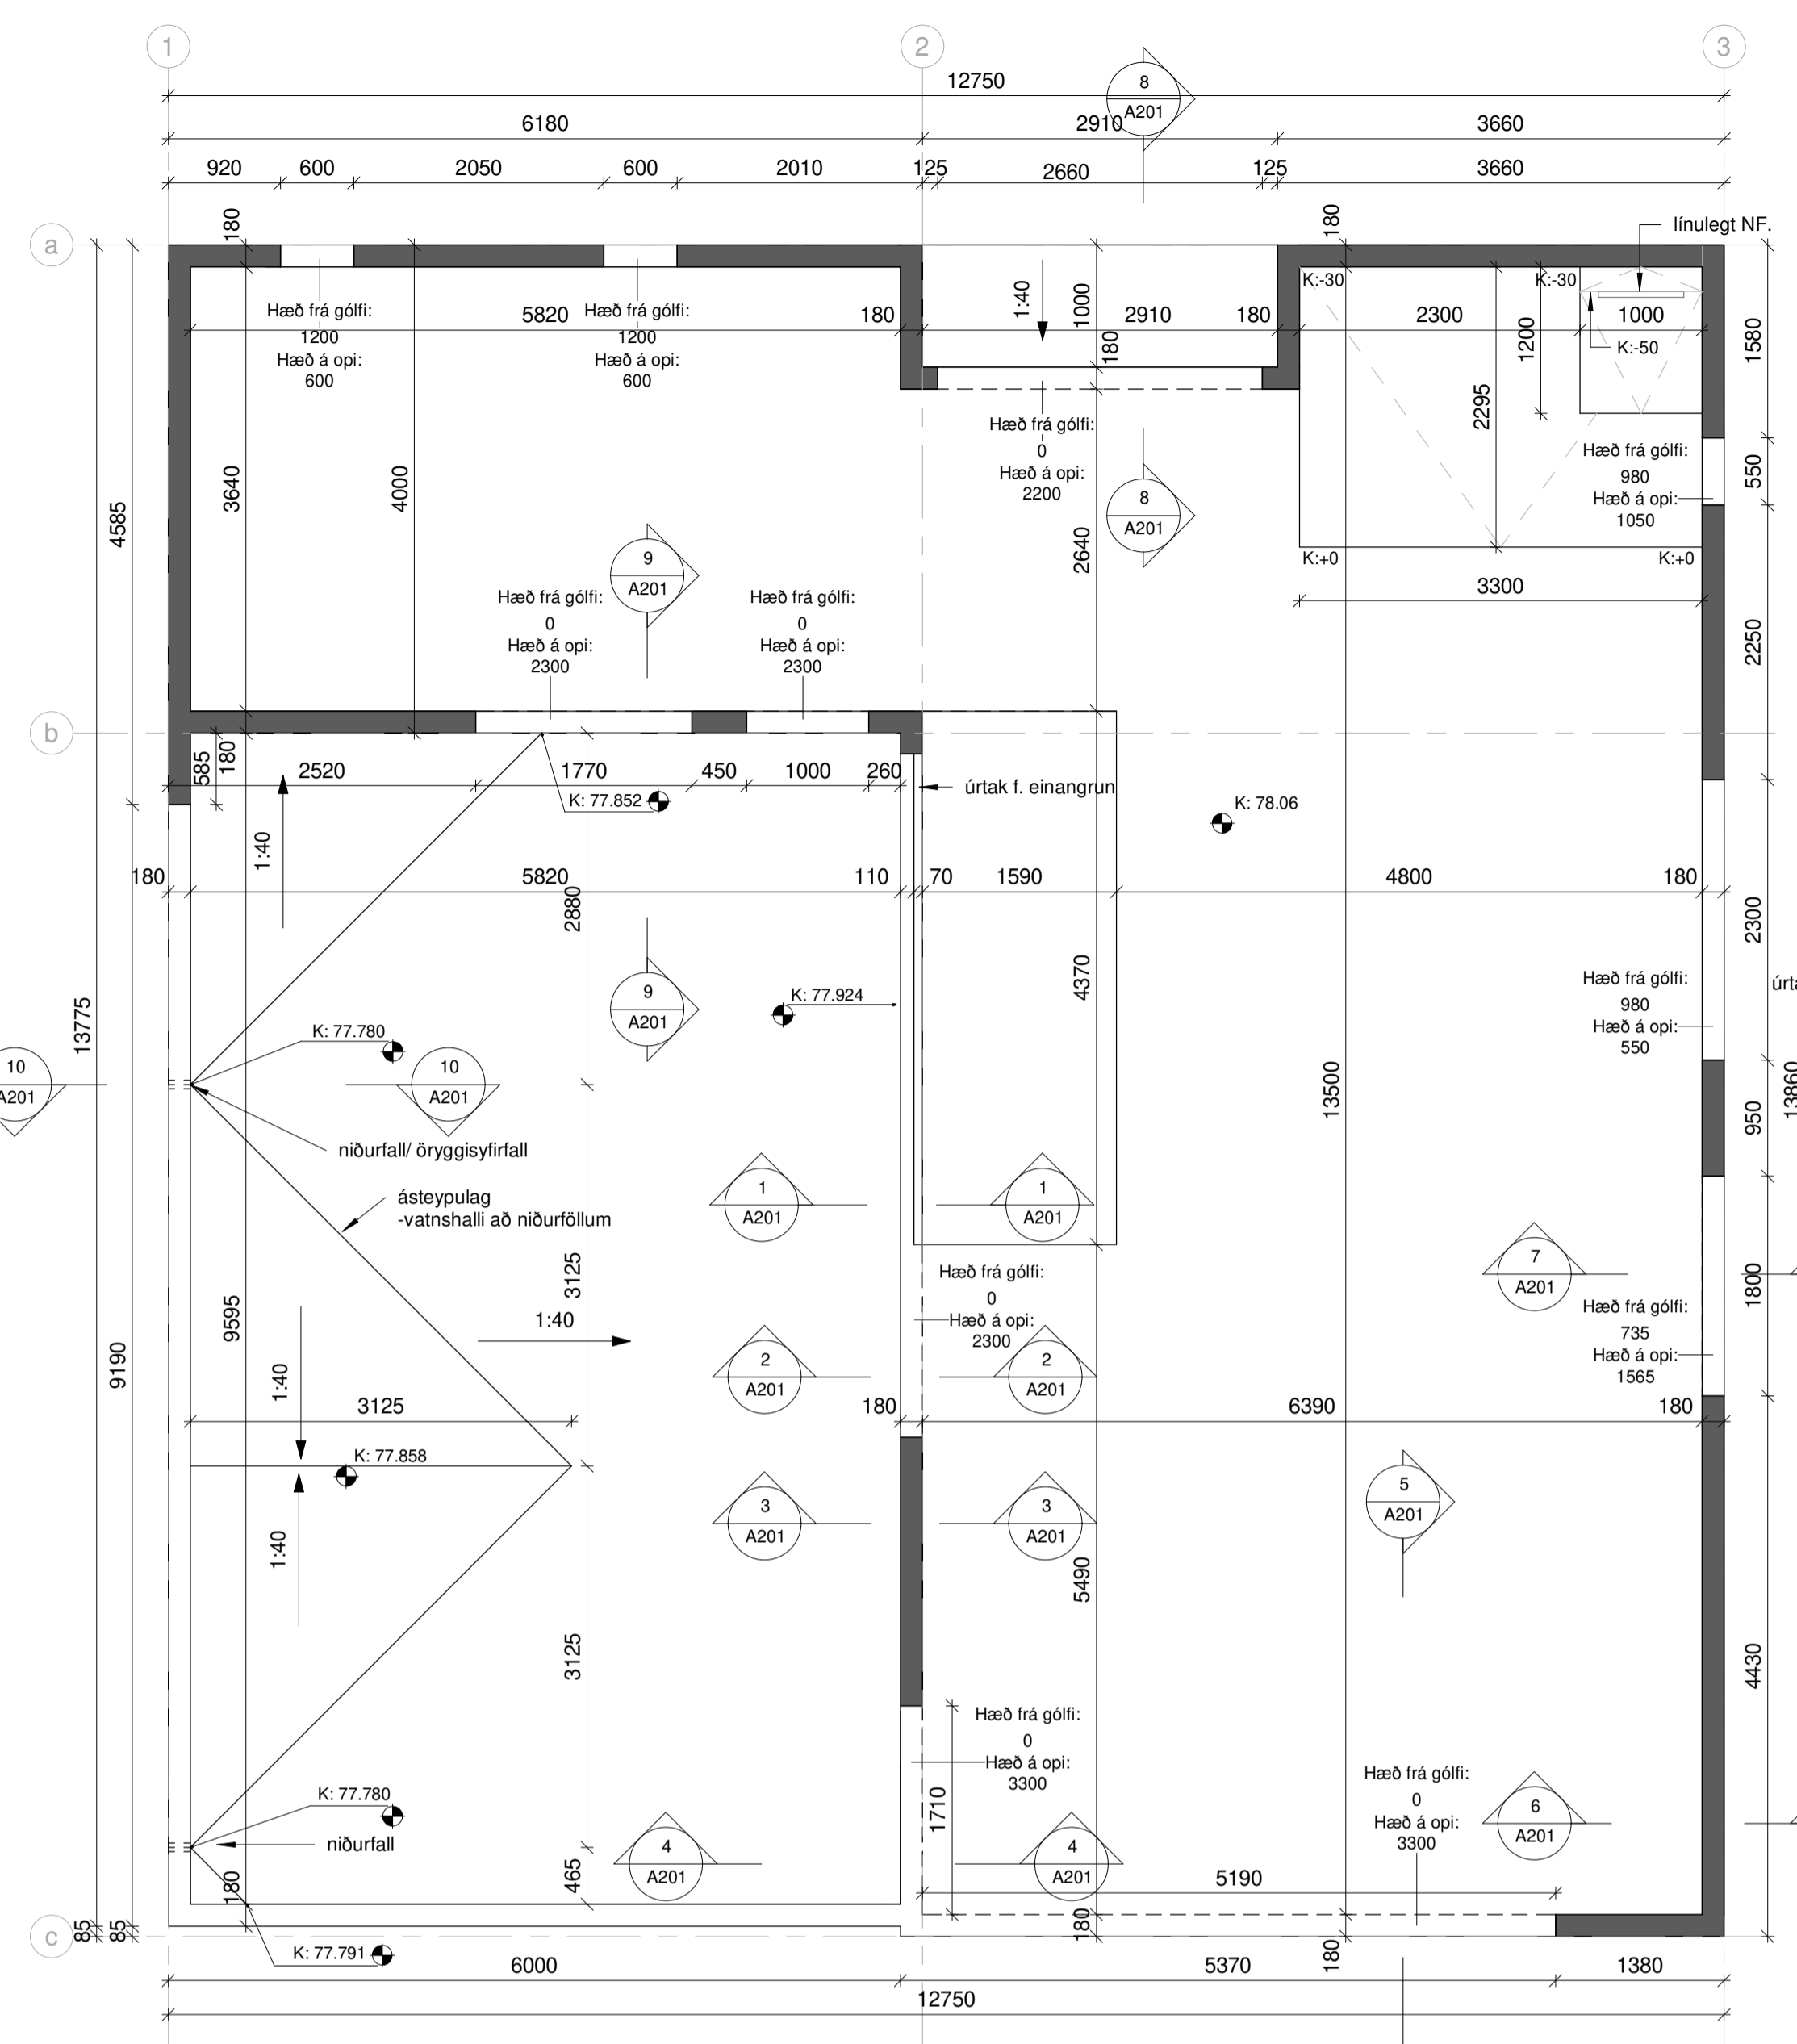 1 2 3
12750
8
A201
6180 2910 3660
920 600 2050 600 2010 125 2660 125 3660
180 180
línulegt NF.
a
K:-30 K:-30
Hæð frá gólfi:
1200
Hæð á opi:
600
5820
Hæð frá gólfi:
1200
Hæð á opi:
600
180
1:40
1000
180
2910 180 2300 1000
1200
K:-50
1580
2295
Hæð frá gólfi:
0
Hæð á opi:
2200
Hæð frá gólfi:
980
Hæð á opi:
1050
550
3640 4000
4585
8
A201
2640
9
A201
K:+0 K:+0
3300
Hæð frá gólfi:
0
Hæð á opi:
2300
Hæð frá gólfi:
0
Hæð á opi:
2300
2250
b
585 180
2520 1770 450 1000 260
úrtak f. einangrun
K: 77.852
K: 78.06
1:40
180 5820 110 70 1590 4800 180
2880
2300
4370
Hæð frá gólfi:
980
Hæð á opi:
550
K: 77.924
9
A201
13775
K: 77.780
10
A201
10
A201
13500
13860
950
niðurfall/ öryggisyfirfall
ásteypulag
-vatnshalli að niðurföllum
1
A201
1
A201
7
A201
3125
Hæð frá gólfi:
0
Hæð á opi:
2300
1800
Hæð frá gólfi:
735
Hæð á opi:
1565
9595
9190
1:40
1:40
2
A201
2
A201
3125 180 6390 180
K: 77.858
1:40
3
A201
3
A201
5
A201
5490
3125
4430
Hæð frá gólfi:
0
Hæð á opi:
3300
1710
Hæð frá gólfi:
0
Hæð á opi:
3300
6
A201
K: 77.780
niðurfall
4
A201
4
A201
465
180
5190
180
85 85
c
K: 77.791
180
6000 5370 1380
12750